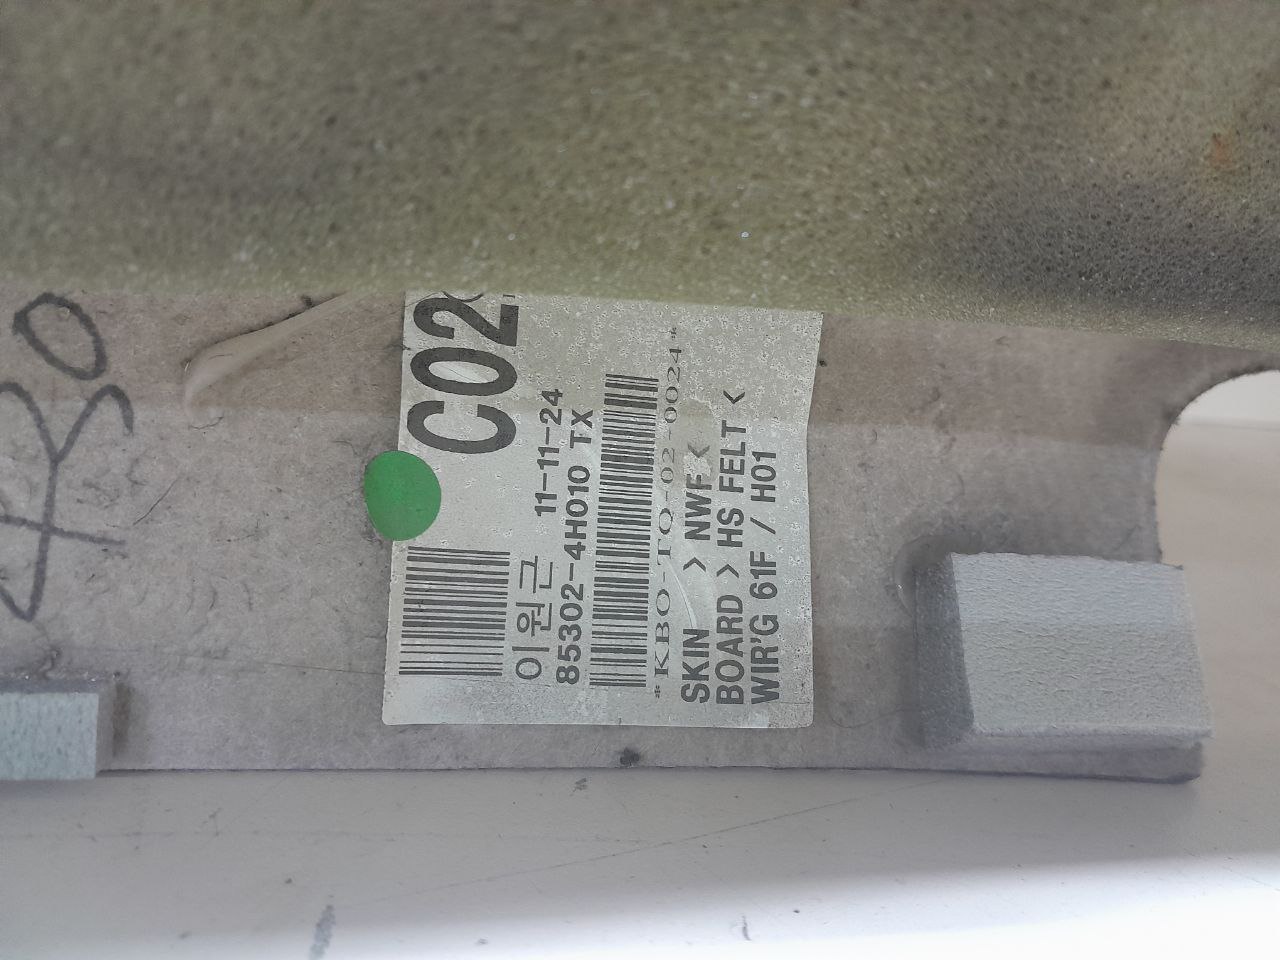 C02
11-11-24
이원근
85302-4H010 TX
*KBO-TQ-02-0024*
SKIN > NWF <
BOARD > HS FELT <
WIR'G 61F / H01